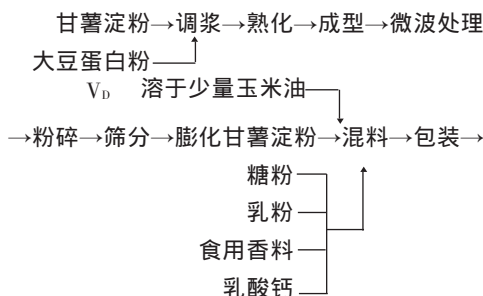 甘薯淀粉→调浆→熟化→成型→微波处理
大豆蛋白粉
V_D 溶于少量玉米油
→粉碎→筛分→膨化甘薯淀粉→混料→包装→
糖粉
乳粉
食用香料
乳酸钙